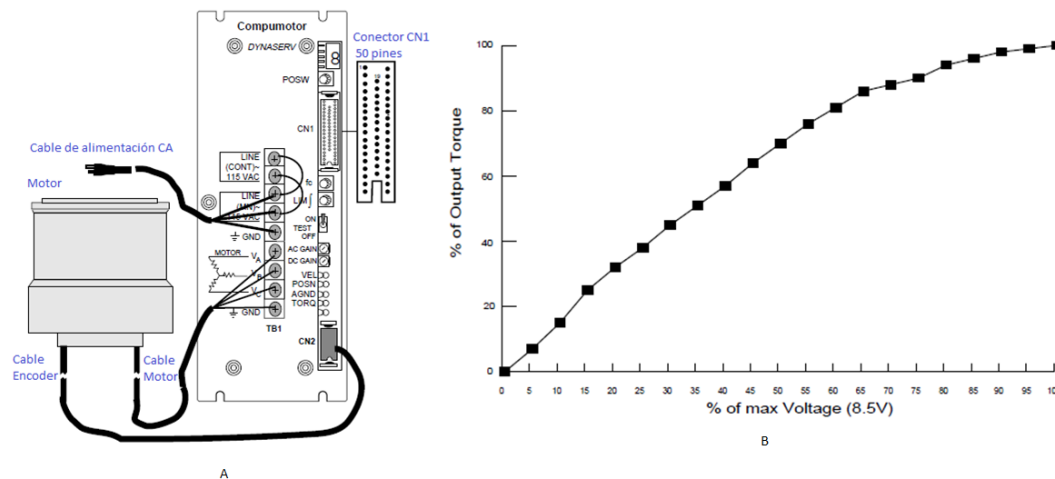 Compumotor
DYNASERV
8
POSW
CN1
Conector CN1
50 pines
Cable de alimentación CA
Motor
LINE
(CONT)~
115 VAC
LINE
(MN)~
115 VAC
GND
MOTOR
VA
VB
VC
GND
TB1
fc
LIM ∫
ON
TEST
OFF
AC GAIN
DC GAIN
VEL
POSN
AGND
TORQ
CN2
Cable
Encoder
Cable
Motor
A
% of Output Torque
100
80
60
40
20
0
0 5 10 15 20 25 30 35 40 45 50 55 60 65 70 75 80 85 90 95
% of max Voltage (8.5V)
B